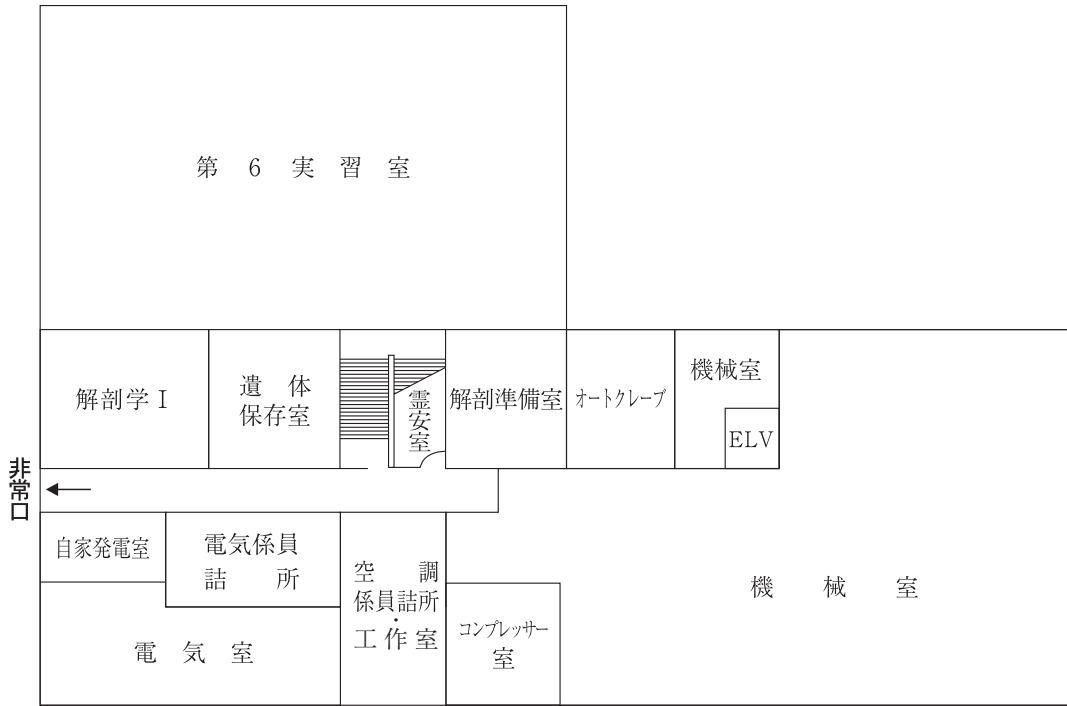 第6実習室
解剖学Ⅰ
遺体
保存室
霊安室
解剖準備室
オートクレーブ
機械室
ELV
非常口
自家発電室
電気係員
詰所
空調
係員詰所
・
工作室
電気室
コンプレッサー
室
機械室